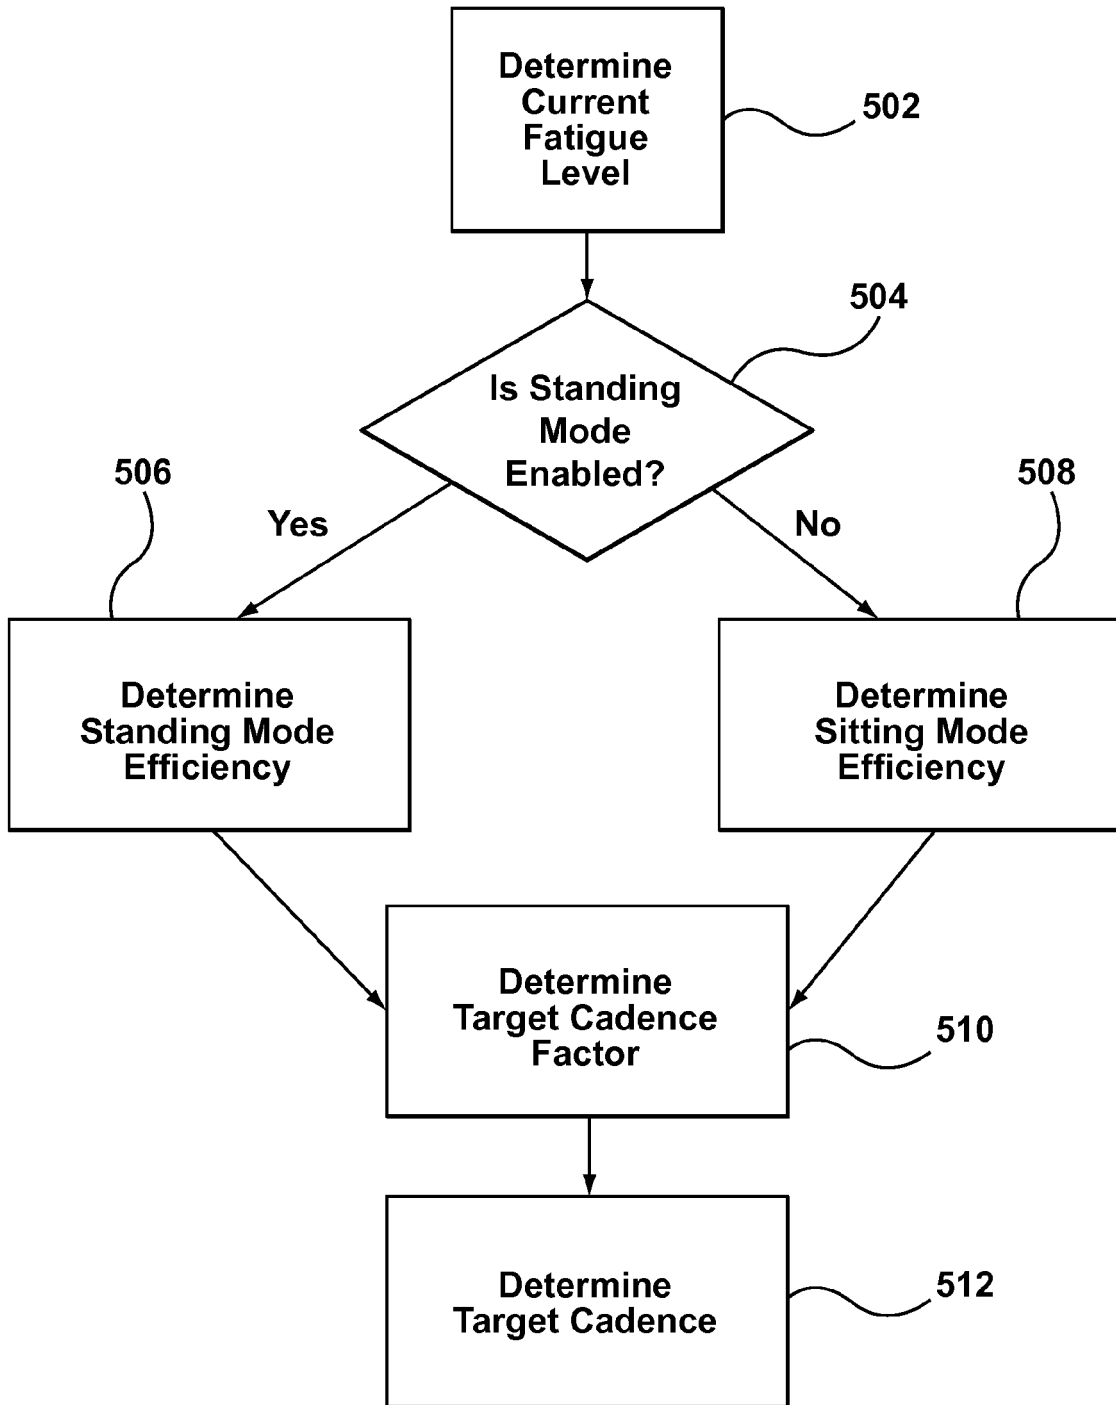 Determine
Current
Fatigue
Level
502
504
Is Standing
Mode
Enabled?
506
508
Yes
No
Determine
Standing Mode
Efficiency
Determine
Sitting Mode
Efficiency
Determine
Target Cadence
Factor
510
Determine
Target Cadence
512